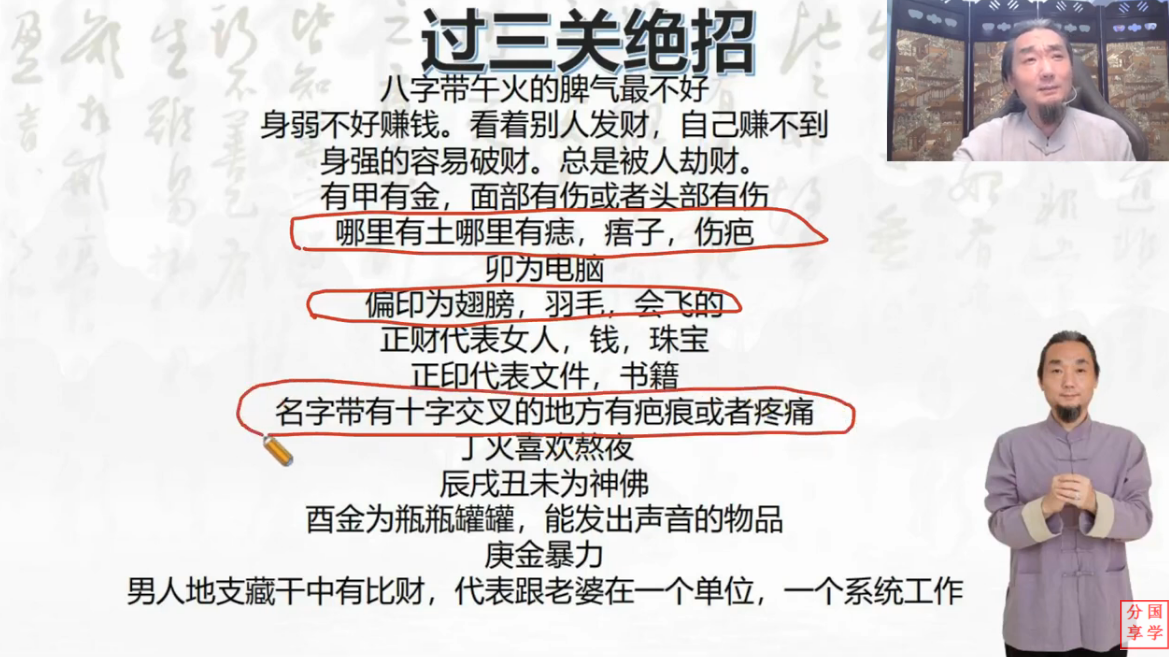 过三关绝招
八字带午火的脾气最不好
身弱不好赚钱。看着别人发财，自己赚不到
身强的容易破财。总是被人劫财。
有甲有金，面部有伤或者头部有伤
哪里有土哪里有痣，痦子，伤疤
卯为电脑
偏印为翅膀，羽毛，会飞的
正财代表女人，钱，珠宝
正印代表文件，书籍
名字带有十字交叉的地方有疤痕或者疼痛
丁火喜欢熬夜
辰戌丑未为神佛
酉金为瓶瓶罐罐，能发出声音的物品
庚金暴力
男人地支藏干中有比财，代表跟老婆在一个单位，一个系统工作
国学
分享